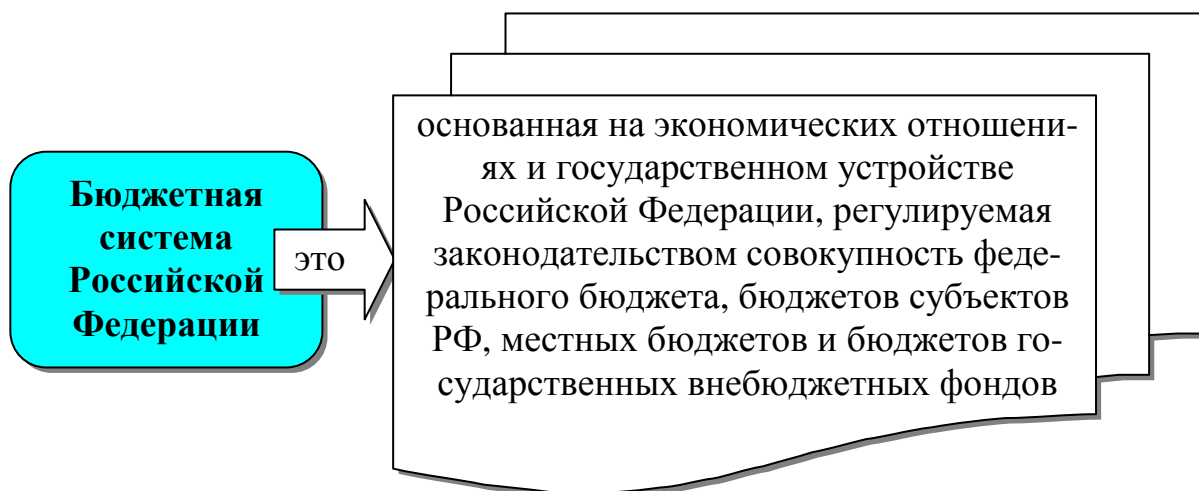 Бюджетная
система
Российской
Федерации
это
основанная на экономических отношени-
ях и государственном устройстве
Российской Федерации, регулируемая
законодательством совокупность феде-
рального бюджета, бюджетов субъектов
РФ, местных бюджетов и бюджетов го-
сударственных внебюджетных фондов